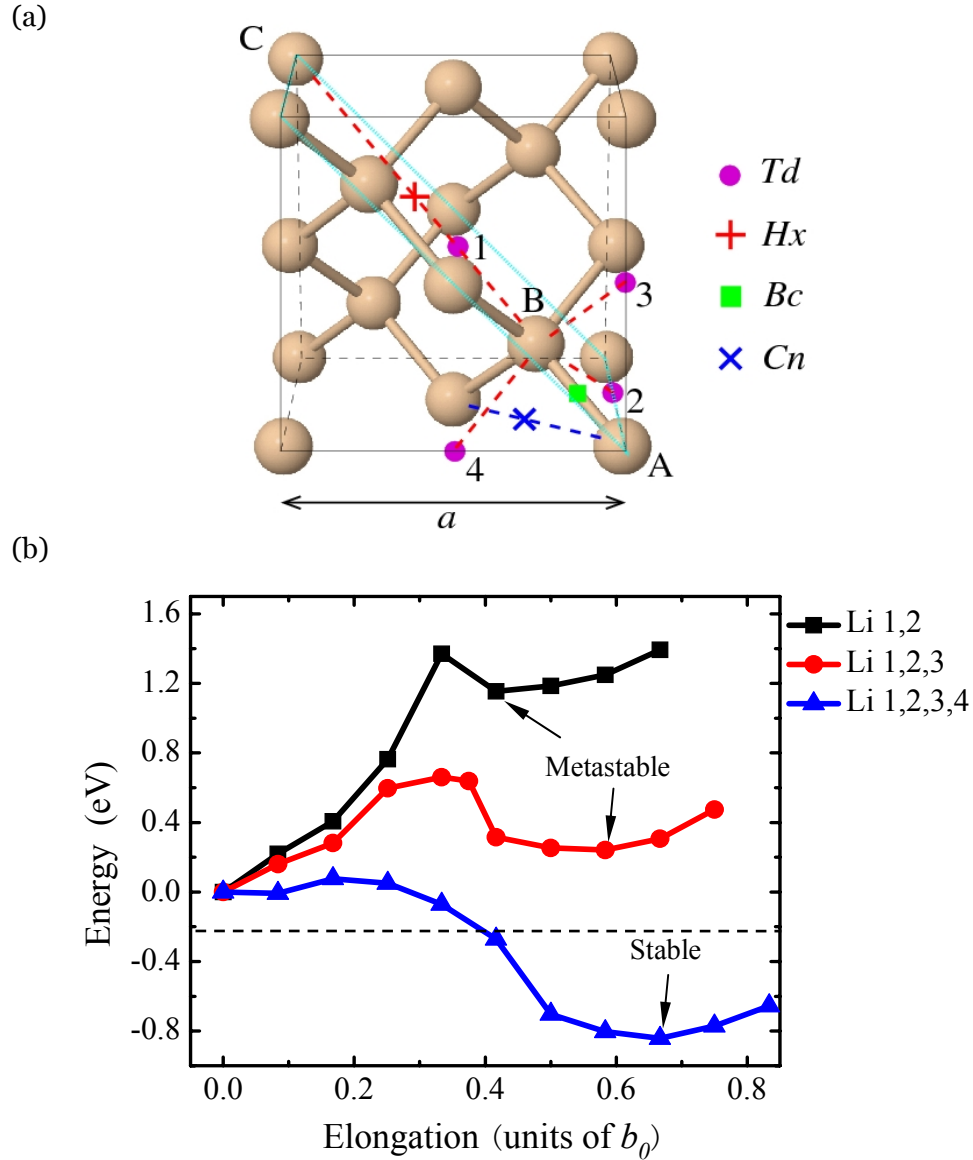 (a)
C
Td
Hx
1
Bc
B
3
Cn
2
4
A
a
(b)
1.6
1.2
0.8
0.4
0.0
-0.4
-0.8
Energy (eV)
Li 1,2
Li 1,2,3
Li 1,2,3,4
Metastable
Stable
0.0 0.2 0.4 0.6 0.8
Elongation (units of b₀)